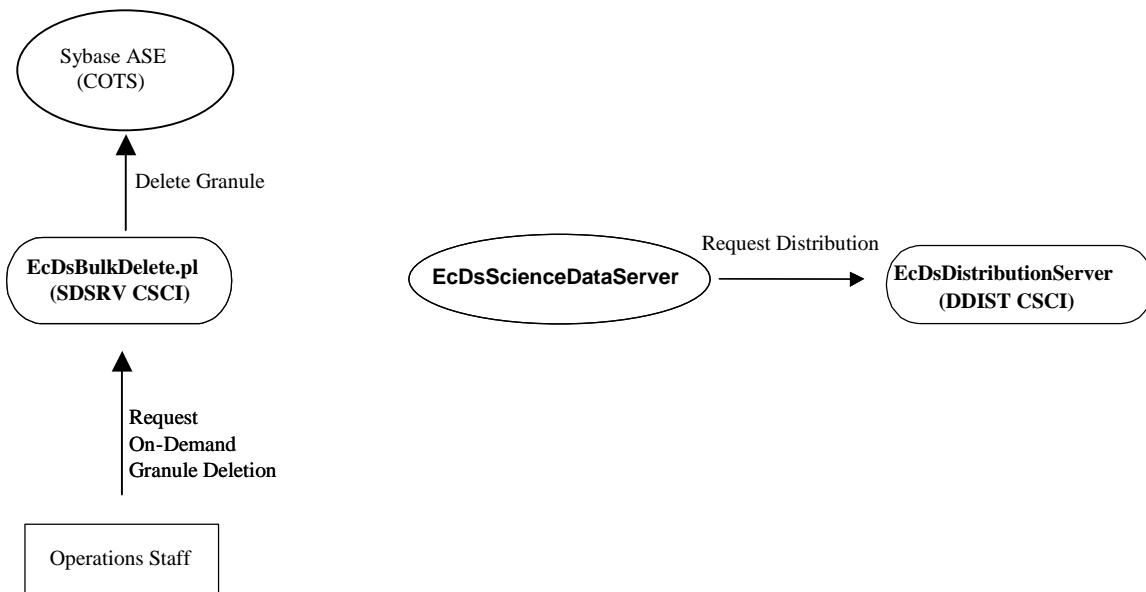 Sybase ASE
(COTS)
Delete Granule
EcDsBulkDelete.pl
(SDSRV CSCI)
Request
On-Demand
Granule Deletion
Operations Staff
EcDsScienceDataServer
Request Distribution
EcDsDistributionServer
(DDIST CSCI)